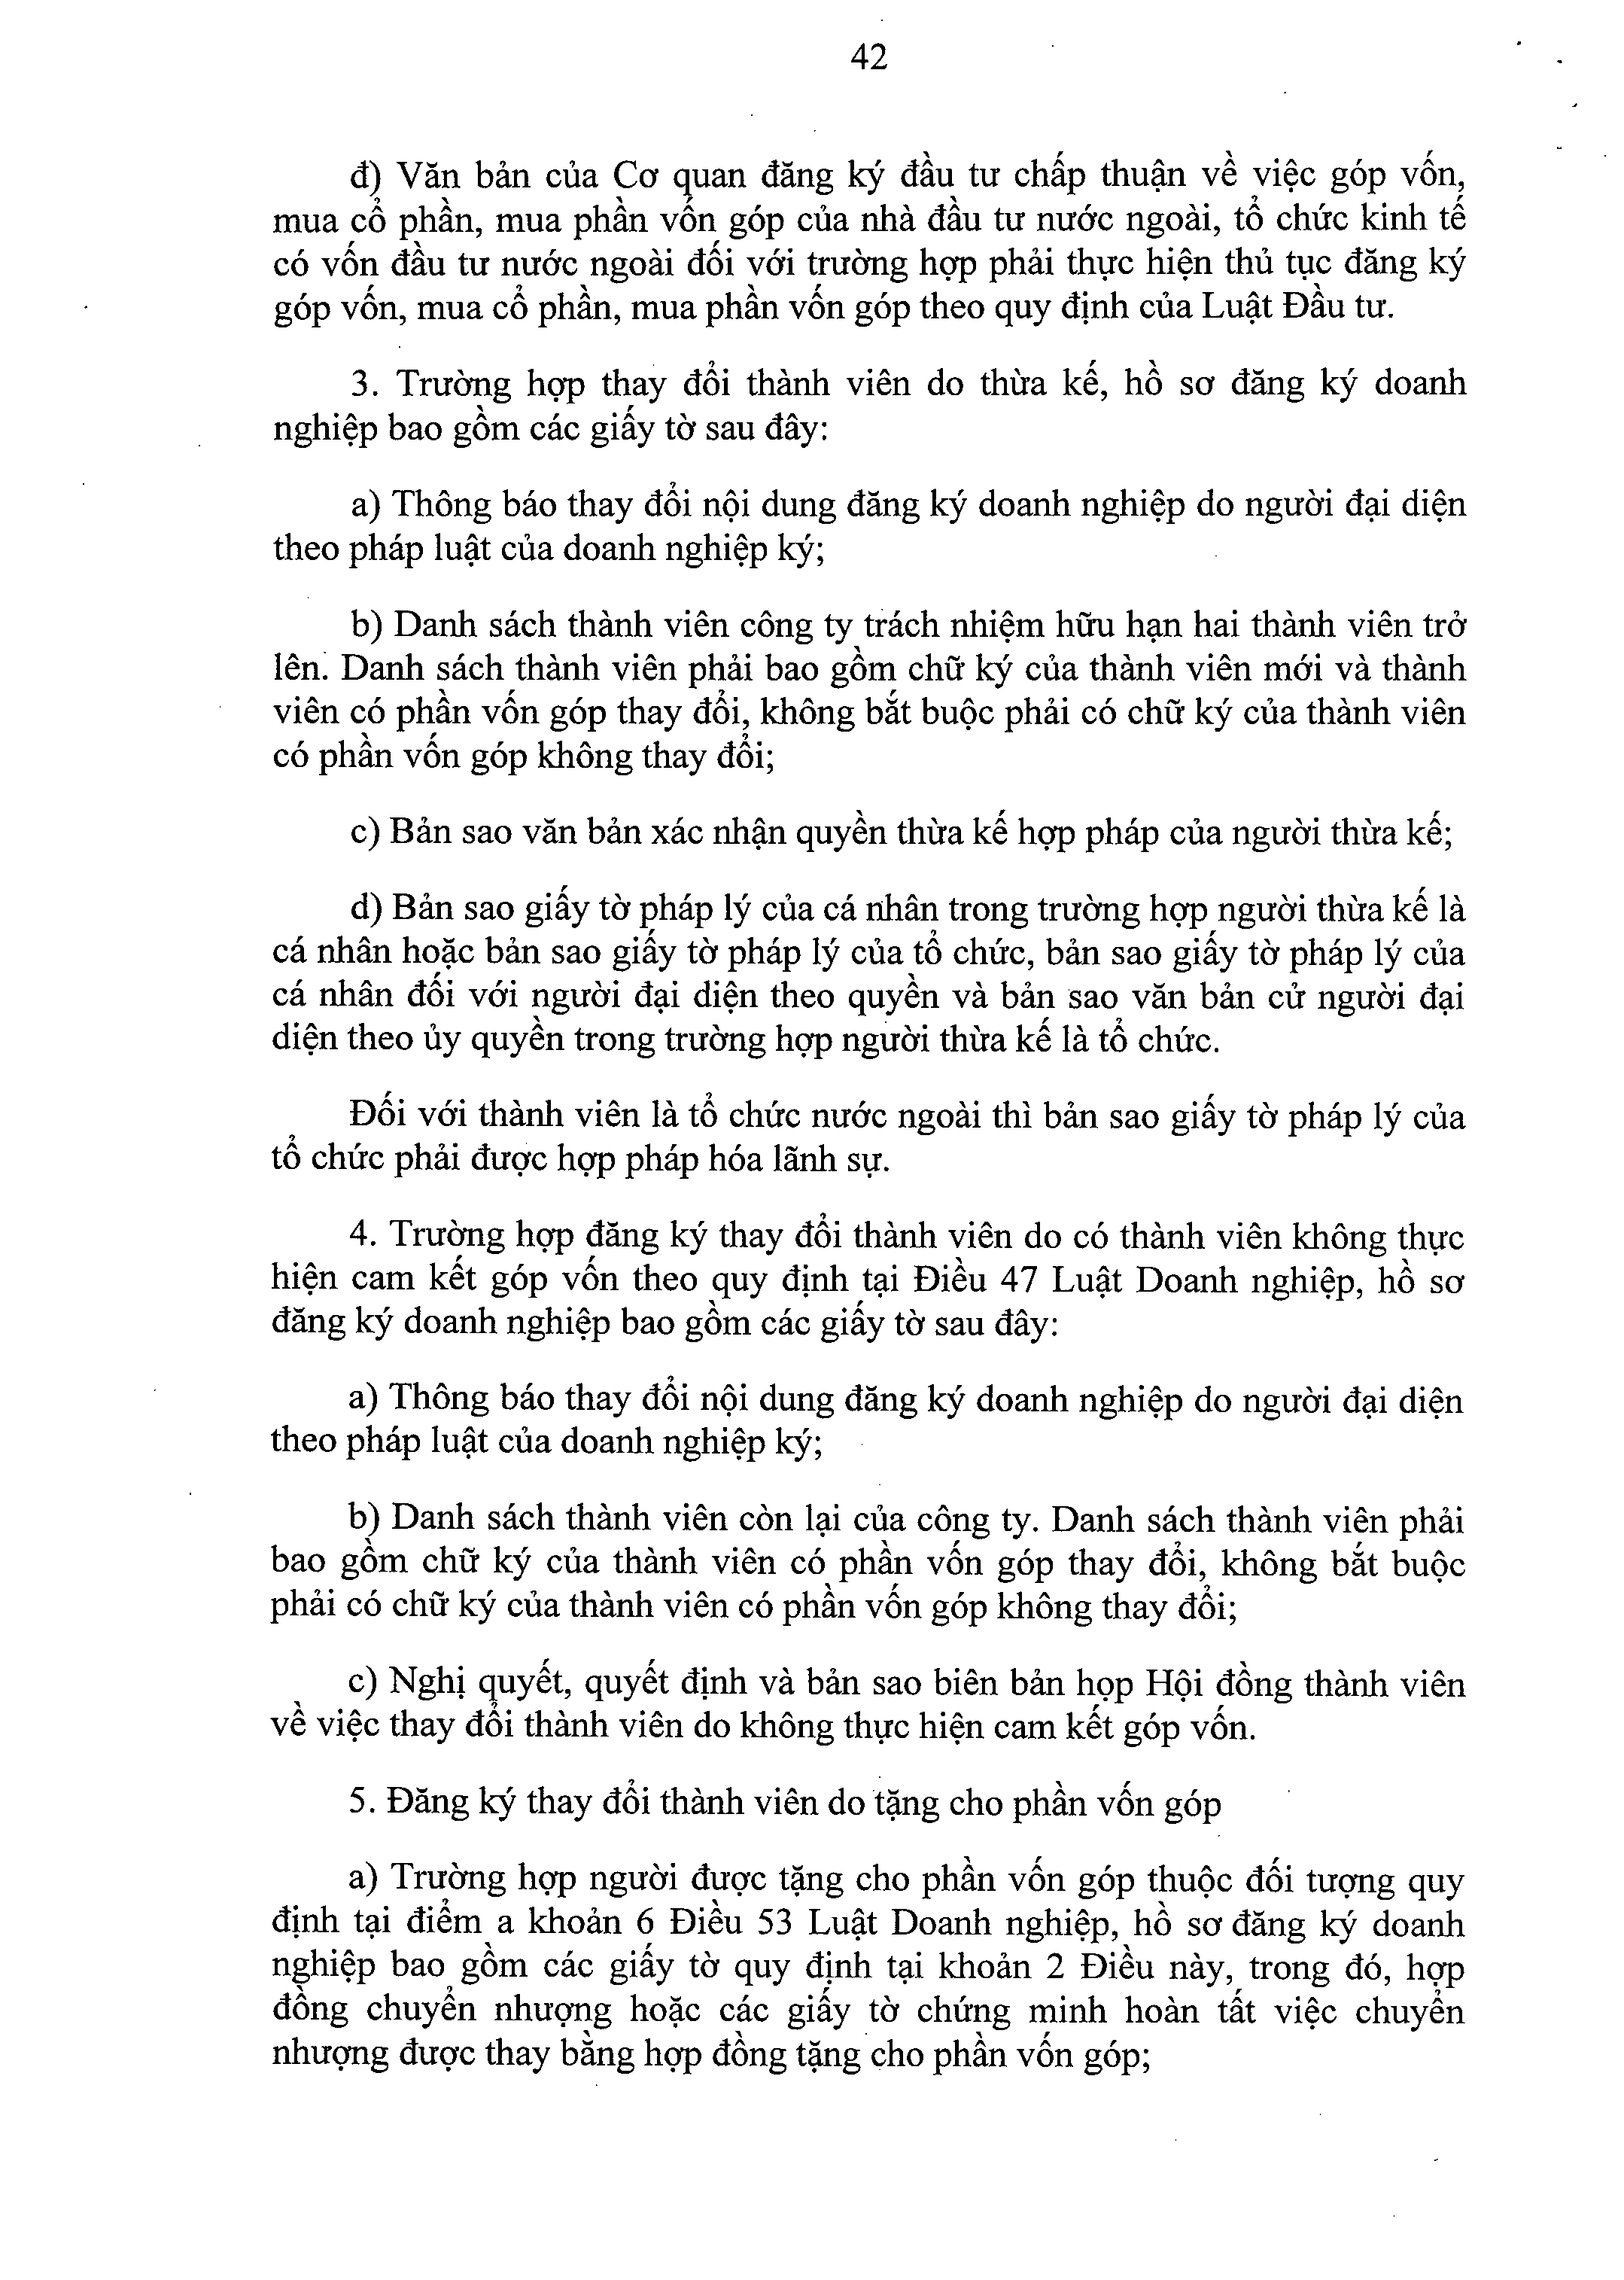 42
đ) Văn bản của Cơ quan đăng ký đầu tư chấp thuận về việc góp vốn,
mua cổ phần, mua phần vốn góp của nhà đầu tư nước ngoài, tổ chức kinh tế
có vốn đầu tư nước ngoài đối với trường hợp phải thực hiện thủ tục đăng ký
góp vốn, mua cổ phần, mua phần vốn góp theo quy định của Luật Đầu tư.
3. Trường hợp thay đổi thành viên do thừa kế, hồ sơ đăng ký doanh
nghiệp bao gồm các giấy tờ sau đây:
a) Thông báo thay đổi nội dung đăng ký doanh nghiệp do người đại diện
theo pháp luật của doanh nghiệp ký;
b) Danh sách thành viên công ty trách nhiệm hữu hạn hai thành viên trở
lên. Danh sách thành viên phải bao gồm chữ ký của thành viên mới và thành
viên có phần vốn góp thay đổi, không bắt buộc phải có chữ ký của thành viên
có phần vốn góp không thay đổi;
c) Bản sao văn bản xác nhận quyền thừa kế hợp pháp của người thừa kế;
d) Bản sao giấy tờ pháp lý của cá nhân trong trường hợp người thừa kế là
cá nhân hoặc bản sao giấy tờ pháp lý của tổ chức, bản sao giấy tờ pháp lý của
cá nhân đối với người đại diện theo quyền và bản sao văn bản cử người đại
diện theo ủy quyền trong trường hợp người thừa kế là tổ chức.
Đối với thành viên là tổ chức nước ngoài thì bản sao giấy tờ pháp lý của
tổ chức phải được hợp pháp hóa lãnh sự.
4. Trường hợp đăng ký thay đổi thành viên do có thành viên không thực
hiện cam kết góp vốn theo quy định tại Điều 47 Luật Doanh nghiệp, hồ sơ
đăng ký doanh nghiệp bao gồm các giấy tờ sau đây:
a) Thông báo thay đổi nội dung đăng ký doanh nghiệp do người đại diện
theo pháp luật của doanh nghiệp ký;
b) Danh sách thành viên còn lại của công ty. Danh sách thành viên phải
bao gồm chữ ký của thành viên có phần vốn góp thay đổi, không bắt buộc
phải có chữ ký của thành viên có phần vốn góp không thay đổi;
c) Nghị quyết, quyết định và bản sao biên bản họp Hội đồng thành viên
về việc thay đổi thành viên do không thực hiện cam kết góp vốn.
5. Đăng ký thay đổi thành viên do tặng cho phần vốn góp
a) Trường hợp người được tặng cho phần vốn góp thuộc đối tượng quy
định tại điểm a khoản 6 Điều 53 Luật Doanh nghiệp, hồ sơ đăng ký doanh
nghiệp bao gồm các giấy tờ quy định tại khoản 2 Điều này, trong đó, hợp
đồng chuyển nhượng hoặc các giấy tờ chứng minh hoàn tất việc chuyển
nhượng được thay bằng hợp đồng tặng cho phần vốn góp;